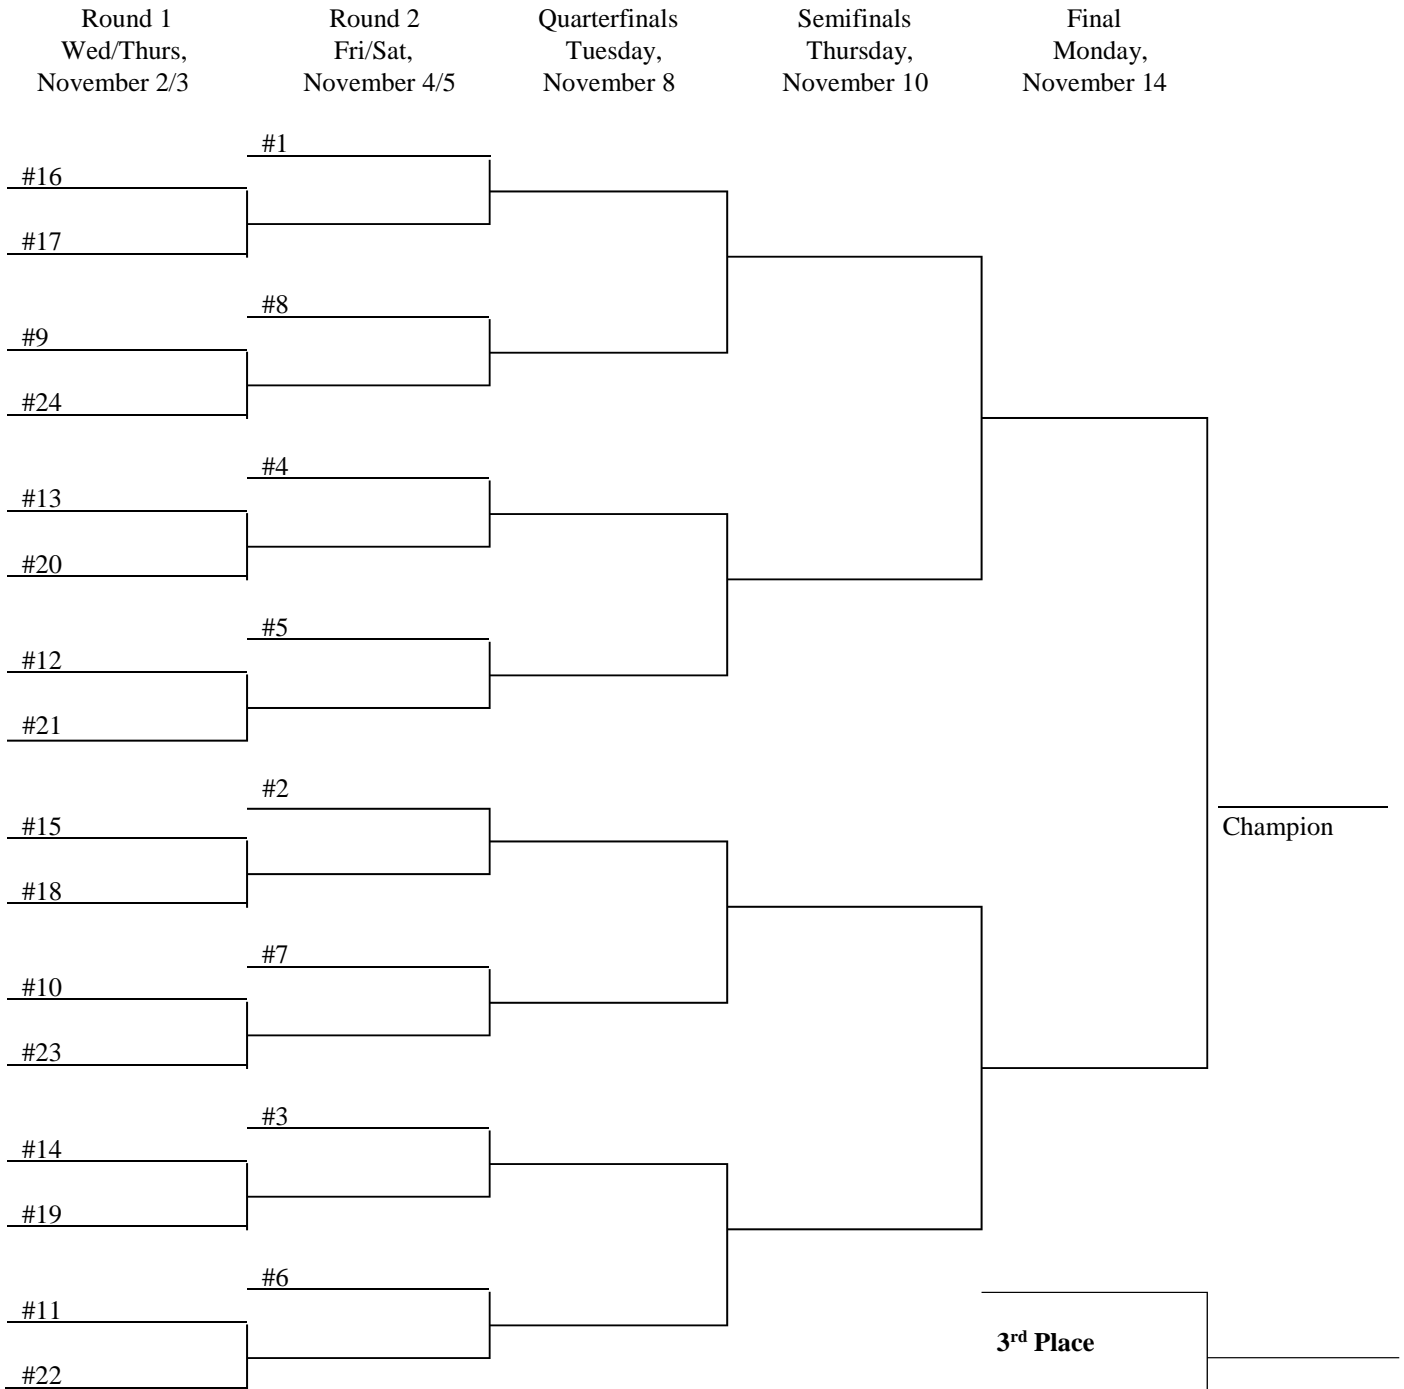 Round 1
Wed/Thurs,
November 2/3
Round 2
Fri/Sat,
November 4/5
Quarterfinals
Tuesday,
November 8
Semifinals
Thursday,
November 10
Final
Monday,
November 14
#1
#16
#17
#8
#9
#24
#4
#13
#20
#5
#12
#21
#2
#15
#18
Champion
#7
#10
#23
#3
#14
#19
#6
#11
#22
3rd Place